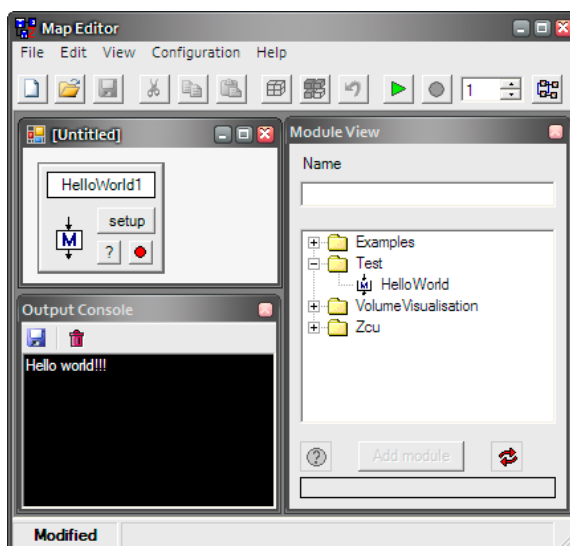 Map Editor
File Edit View Configuration Help
1
[Untitled]
HelloWorld1
setup
M
?
Output Console
Hello world!!!
Module View
Name
Examples
Test
M HelloWorld
VolumeVisualisation
Zcu
?
Add module
Modified